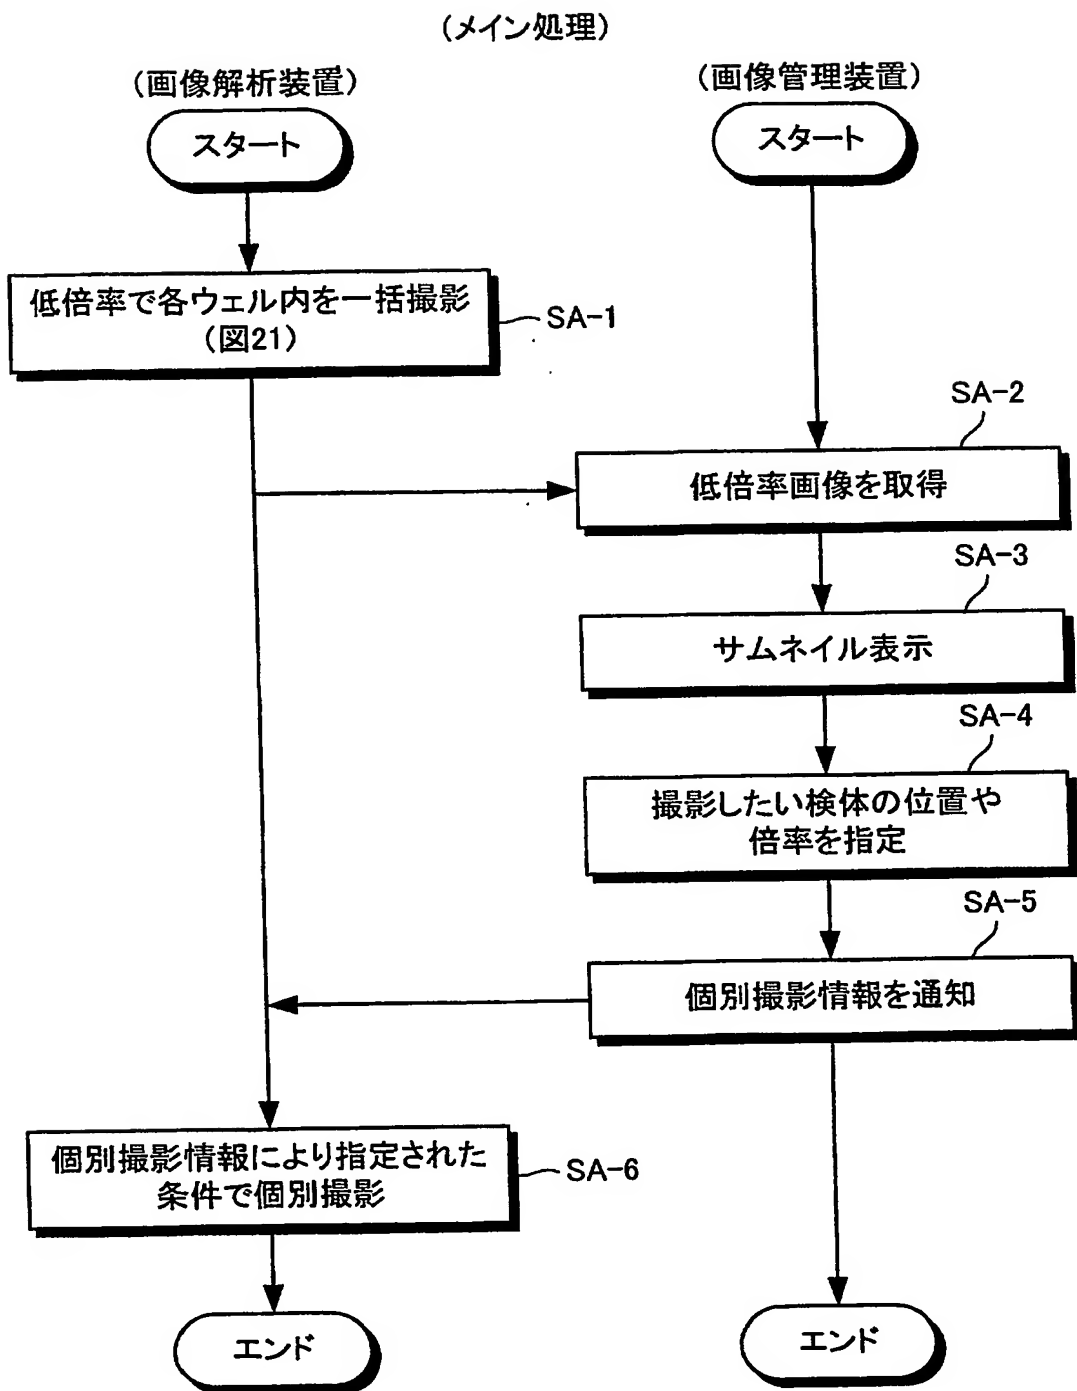 (メイン処理)
(画像解析装置)
(画像管理装置)
スタート
スタート
低倍率で各ウェル内を一括撮影
(図21)
SA-1
SA-2
低倍率画像を取得
SA-3
サムネイル表示
SA-4
撮影したい検体の位置や
倍率を指定
SA-5
個別撮影情報を通知
個別撮影情報により指定された
条件で個別撮影
SA-6
エンド
エンド